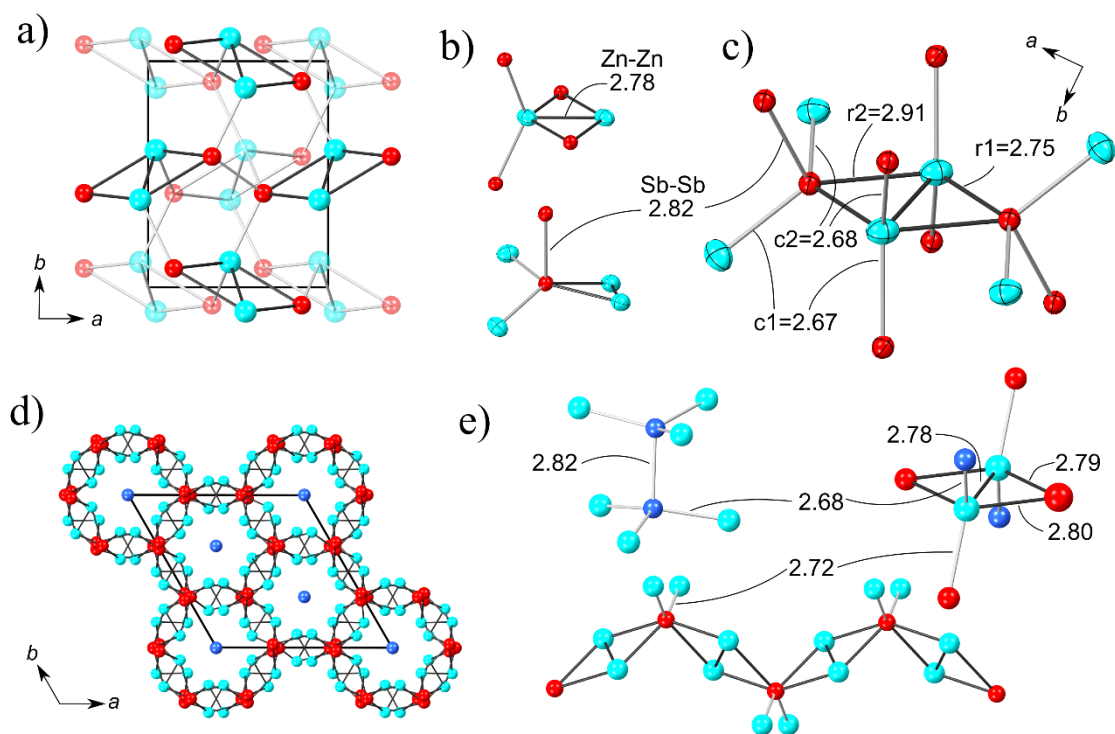 a)
b
a
b)
Zn-Zn
2.78
Sb-Sb
2.82
c)
a
b
r2=2.91
r1=2.75
c2=2.68
c1=2.67
d)
b
a
e)
2.82
2.68
2.72
2.78
2.79
2.80